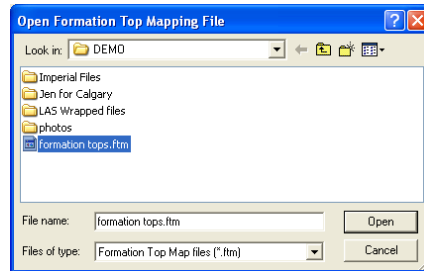 Open Formation Top Mapping File
Look in: DEMO
Imperial Files
Jen for Calgary
LAS Wrapped files
photos
formation tops.ftm
File name: formation tops.ftm Open
Files of type: Formation Top Map files (*.ftm) Cancel